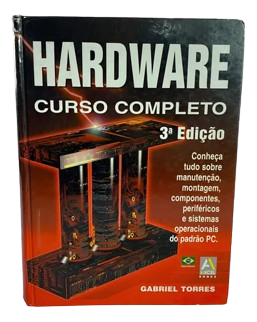 HARDWARE
CURSO COMPLETO
3ª Edição
Conheça
tudo sobre
manutenção,
montagem,
componentes,
periféricos
e sistemas
operacionais
do padrão PC.
GABRIEL TORRES